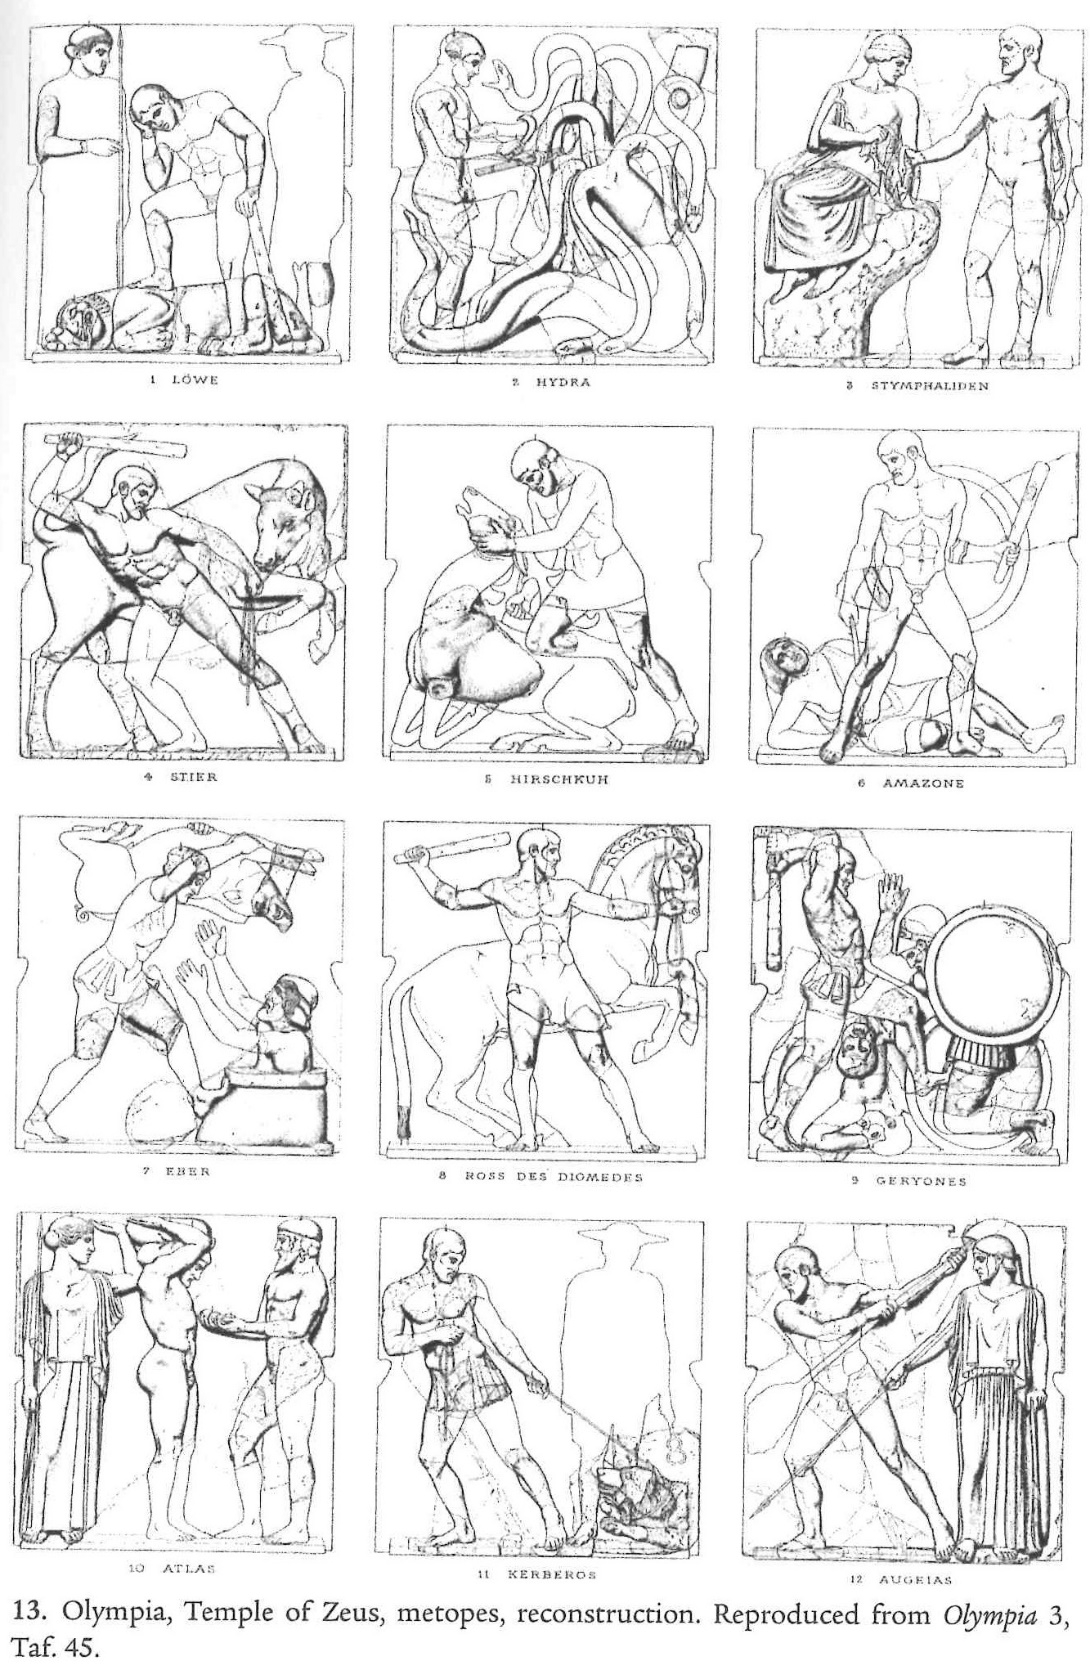 1 LÖWE
2 HYDRA
3 STYMPHALIDEN
4 STIER
5 HIRSCHKUH
6 AMAZONE
7 EBER
8 ROSS DES DIOMEDES
9 GERYONES
10 ATLAS
11 KERBEROS
12 AUGEIAS
13. Olympia, Temple of Zeus, metopes, reconstruction. Reproduced from Olympia 3,
Taf. 45.